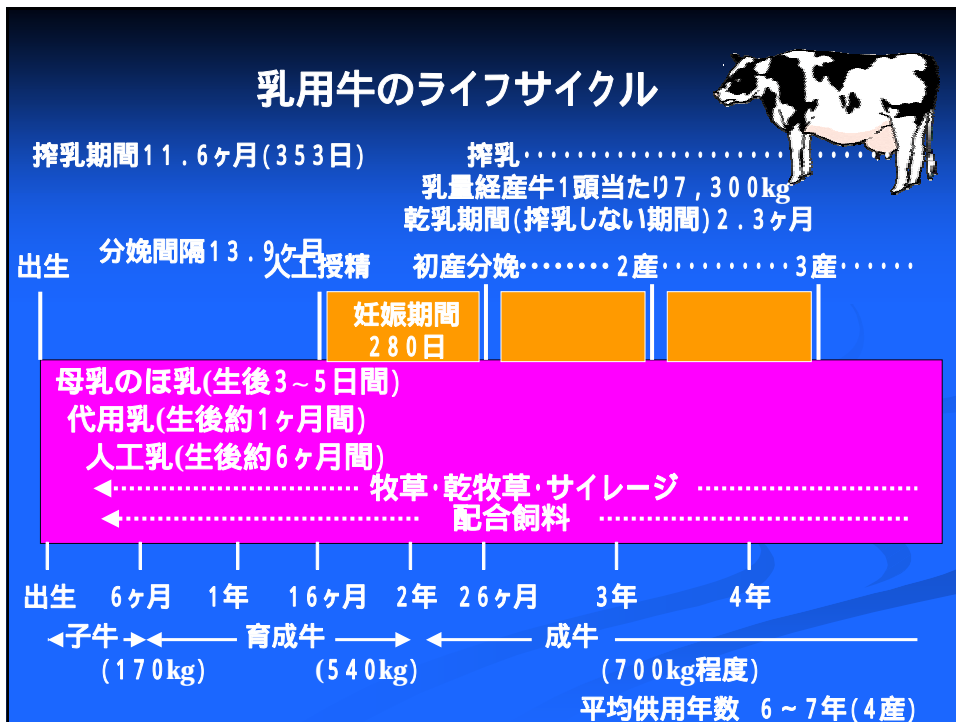 乳用牛のライフサイクル
搾乳期間11.6ヶ月(353日)
搾乳・・・・・・・・・・・・・・・・・・・・・・・・・・・・
乳量経産牛1頭当たり7,300kg
乾乳期間(搾乳しない期間)2.3ヶ月
分娩間隔13.9ヶ月
出生 人工授精 初産分娩・・・・・・・・2産・・・・・・・・・・3産・・・・・・
妊娠期間
280日
母乳のほ乳(生後3~5日間)
代用乳(生後約1ヶ月間)
人工乳(生後約6ヶ月間)
牧草・乾牧草・サイレージ
配合飼料
出生 6ヶ月 1年 16ヶ月 2年 26ヶ月 3年 4年
子牛 育成牛 成牛
(170kg) (540kg) (700kg程度)
平均供用年数 6~7年(4産)